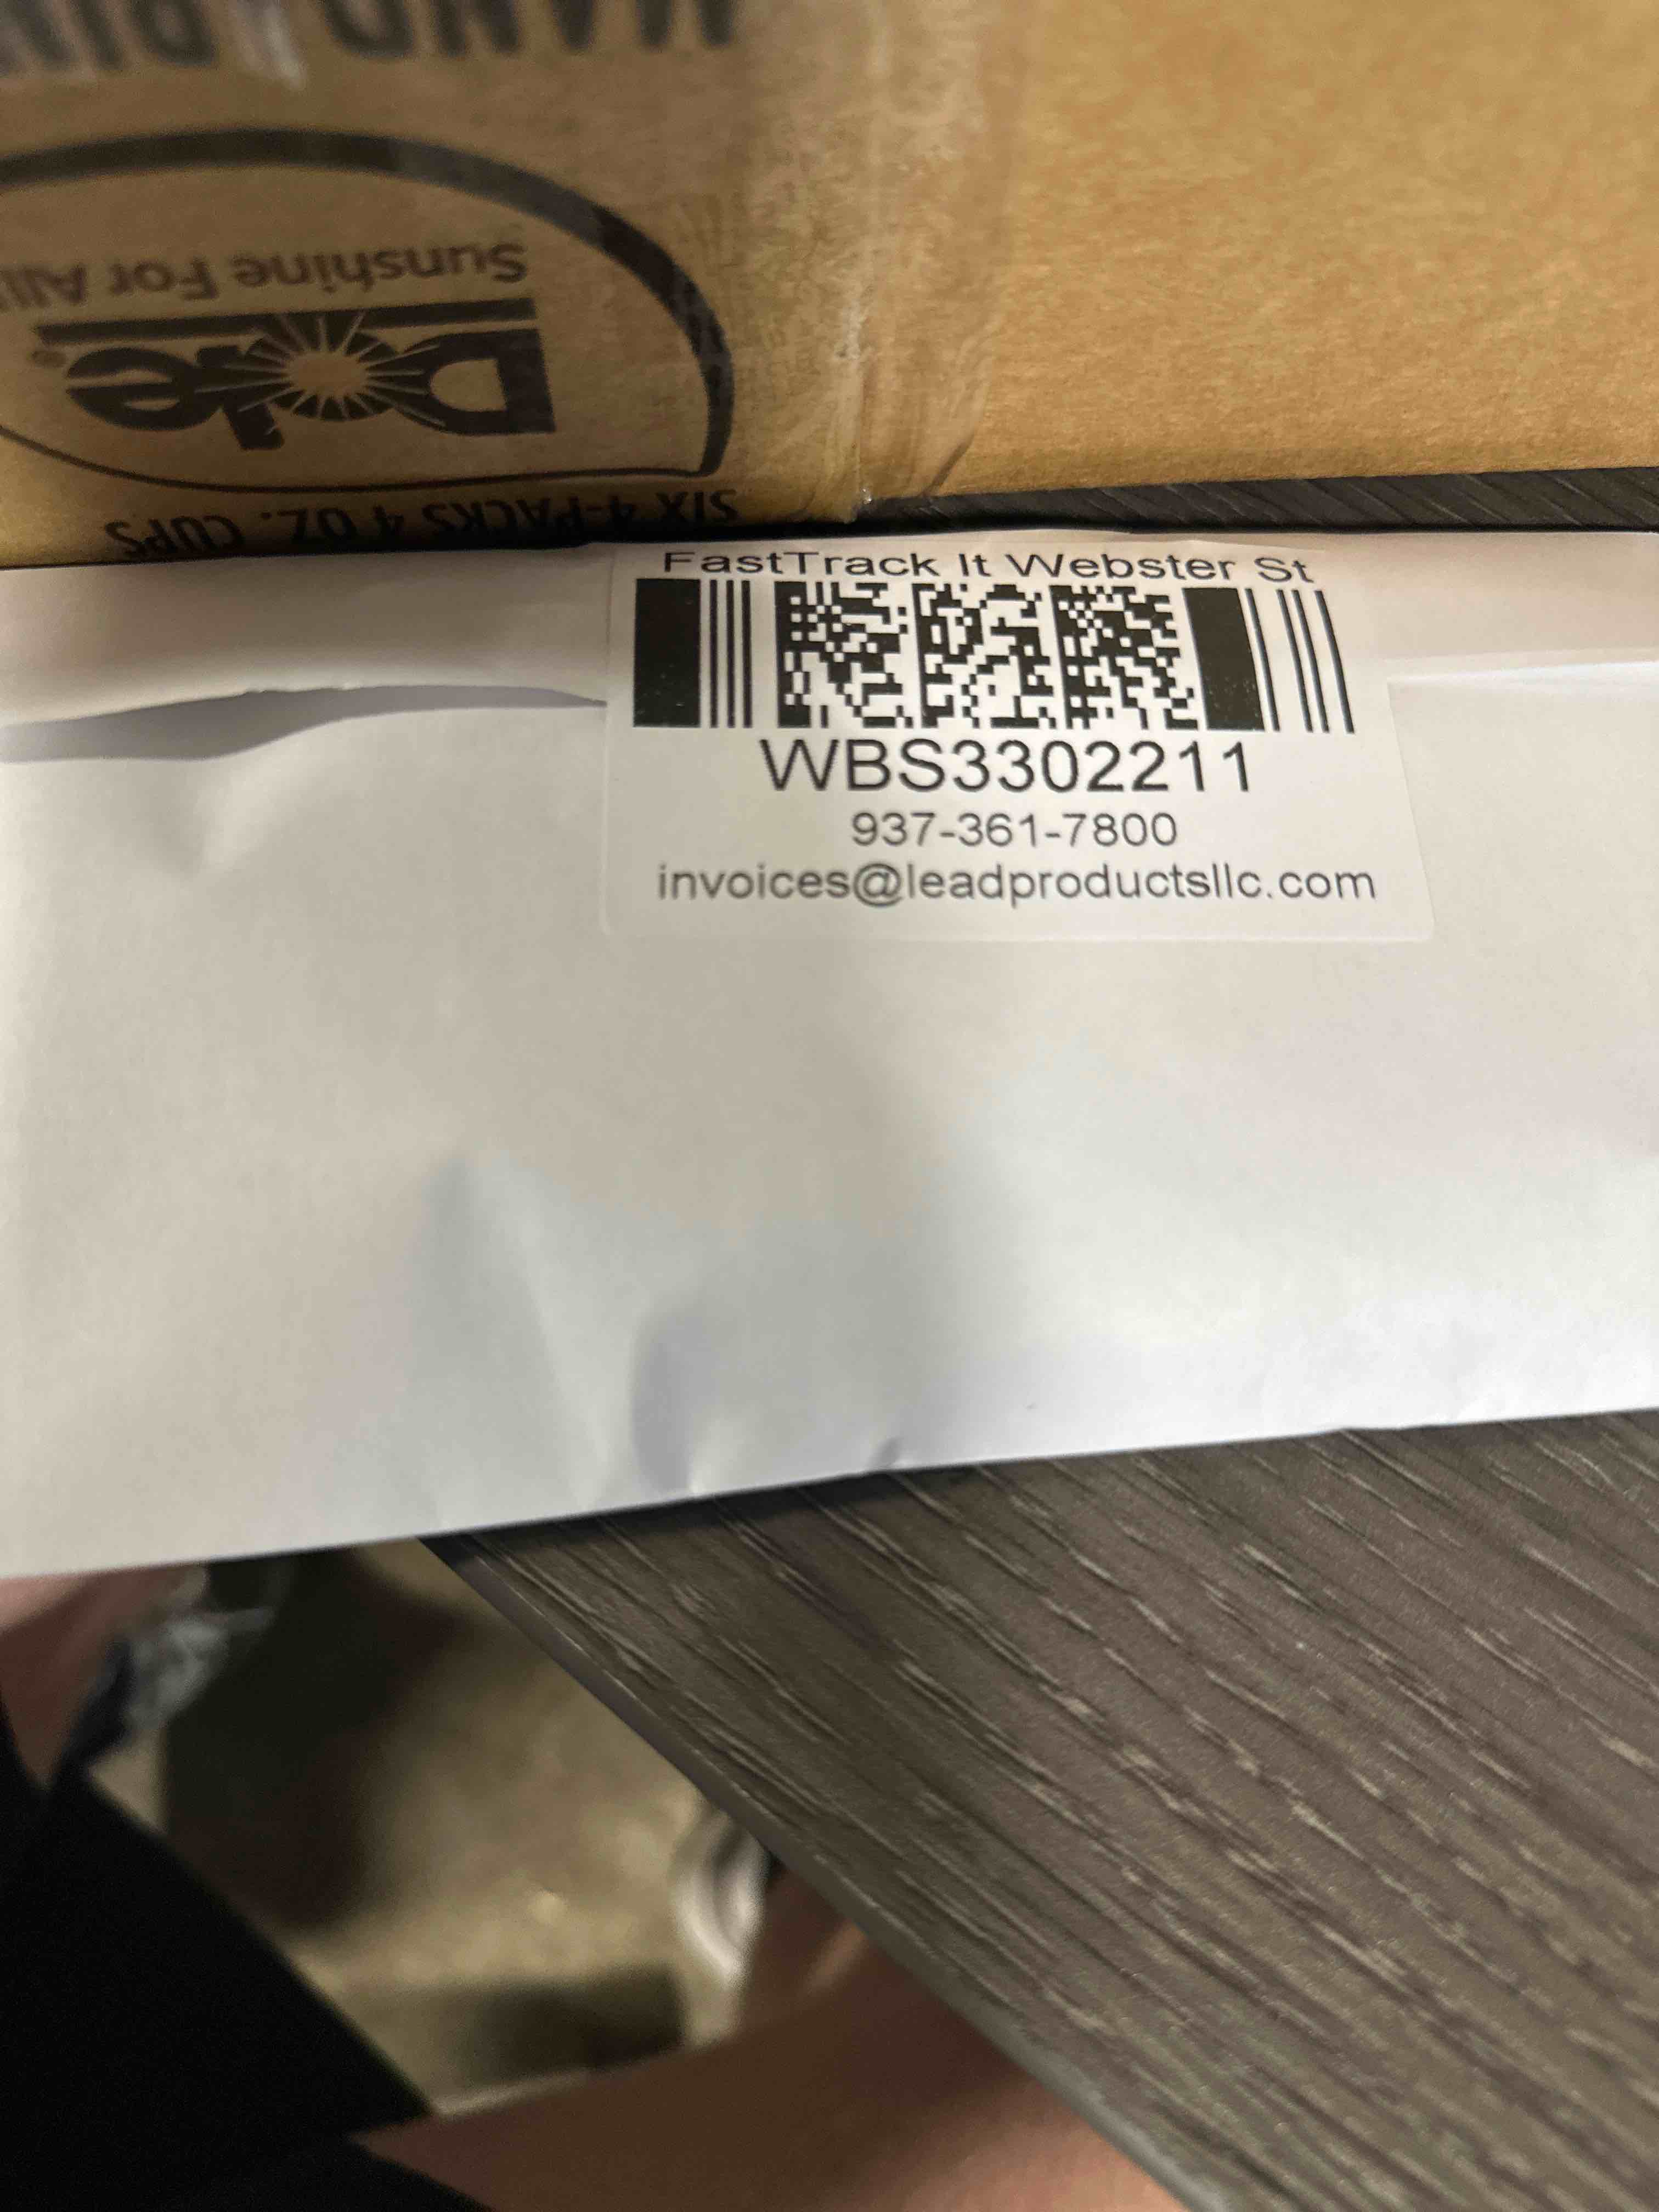 Dole
Sunshine For All
SIX 4-PACKS 4 OZ. CUPS
FastTrack It Webster St
WBS3302211
937-361-7800
invoices@leadproductsllc.com